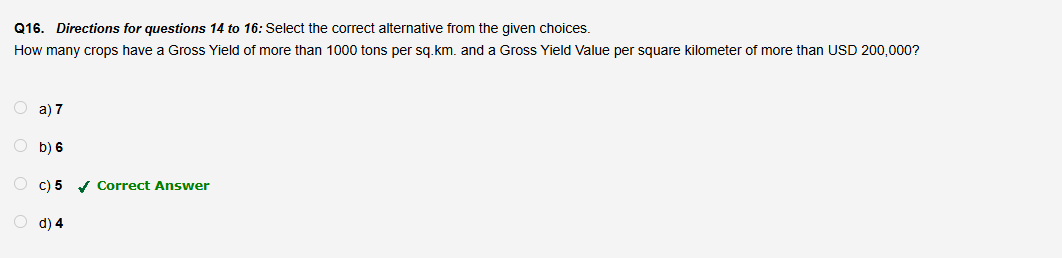 Q16. Directions for questions 14 to 16: Select the correct alternative from the given choices.
How many crops have a Gross Yield of more than 1000 tons per sq.km. and a Gross Yield Value per square kilometer of more than USD 200,000?
a) 7
b) 6
c) 5 ✓ Correct Answer
d) 4